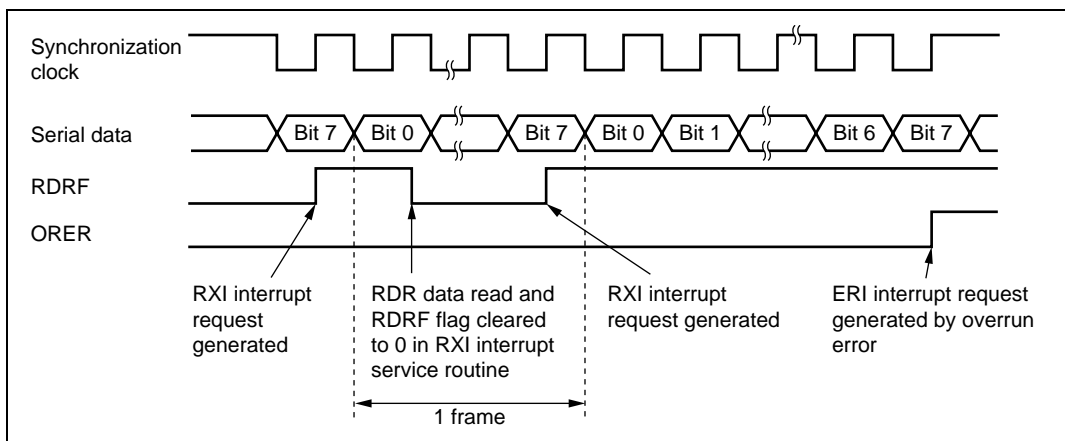 Synchronization
clock
Serial data
Bit 7
Bit 0
Bit 7
Bit 0
Bit 1
Bit 6
Bit 7
RDRF
ORER
RXI interrupt
request
generated
RDR data read and
RDRF flag cleared
to 0 in RXI interrupt
service routine
RXI interrupt
request generated
ERI interrupt request
generated by overrun
error
1 frame